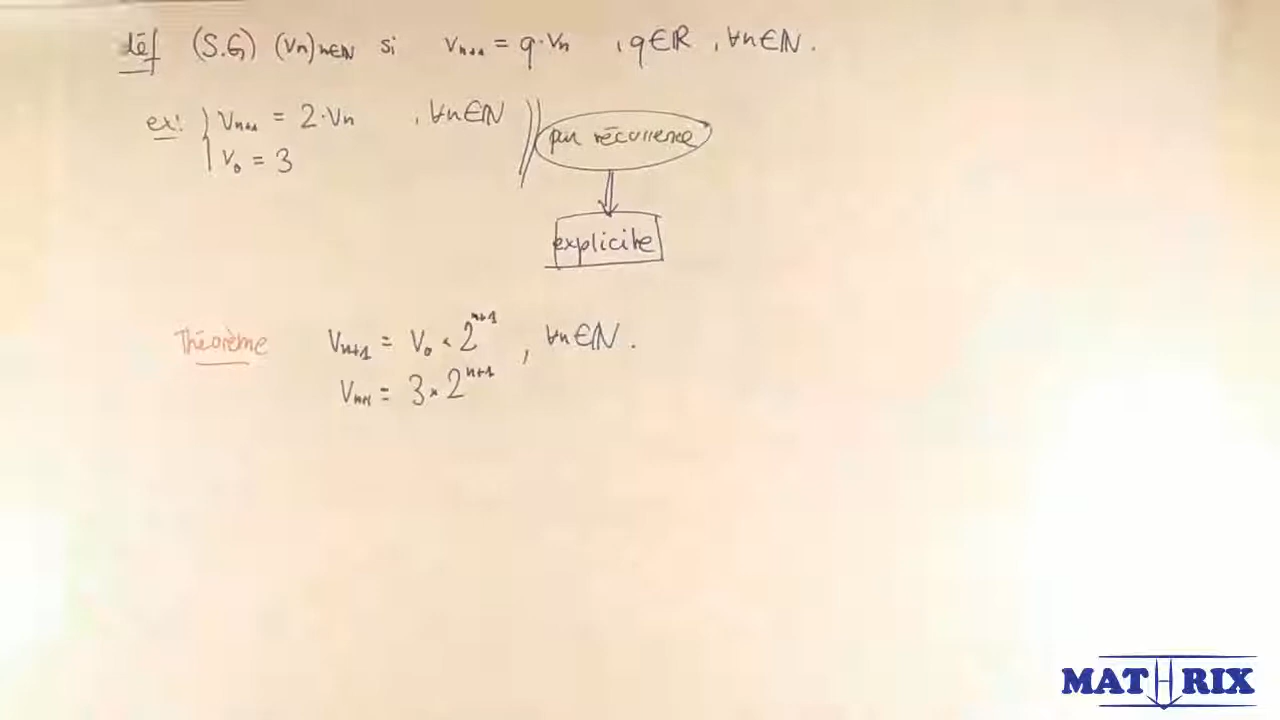 déf (S.G) (Vn)n∈ℕ si Vn+1 = q·Vn , q∈ℝ , ∀n∈ℕ.
ex: Vn+1 = 2·Vn , ∀n∈ℕ
V0 = 3
par récurrence
explicite
Théorème Vn+1 = V0 × 2^(n+1) , ∀n∈ℕ.
Vn+1 = 3 × 2^(n+1)
MATHRIX